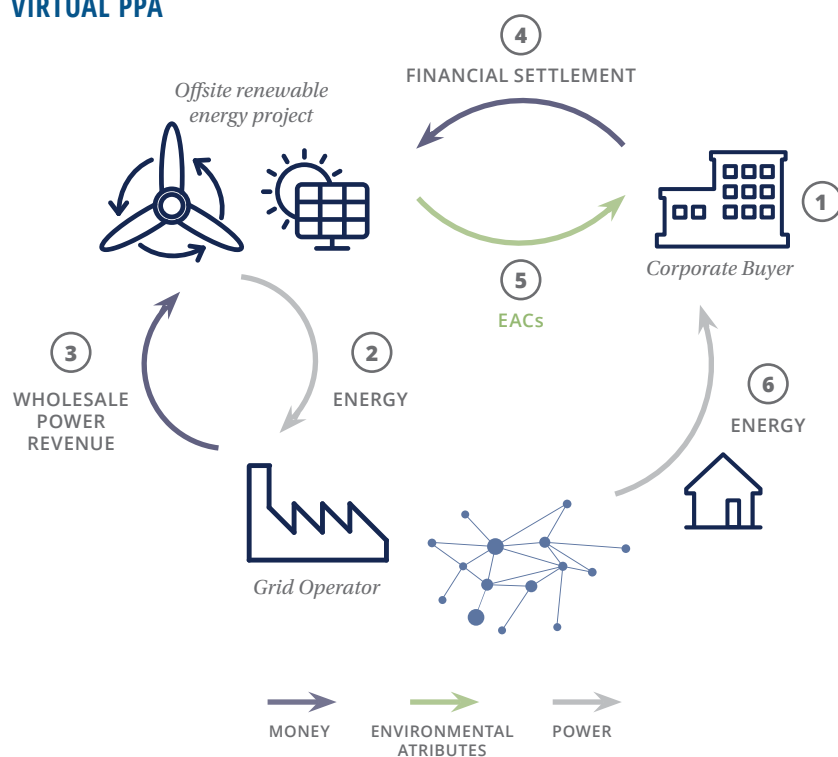 VIRTUAL PPA
4
FINANCIAL SETTLEMENT
Offsite renewable
energy project
1
Corporate Buyer
5
EACs
3
WHOLESALE
POWER
REVENUE
2
ENERGY
6
ENERGY
Grid Operator
MONEY
ENVIRONMENTAL
ATRIBUTES
POWER